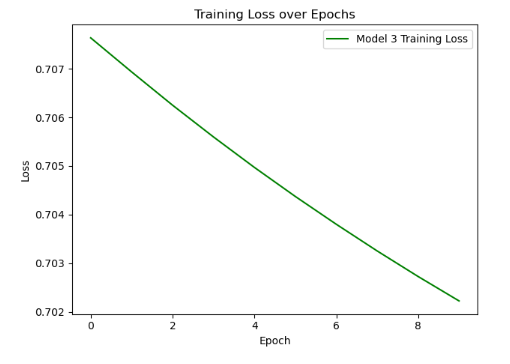 Training Loss over Epochs
Model 3 Training Loss
0.707
0.706
0.705
0.704
0.703
0.702
Loss
0 2 4 6 8
Epoch